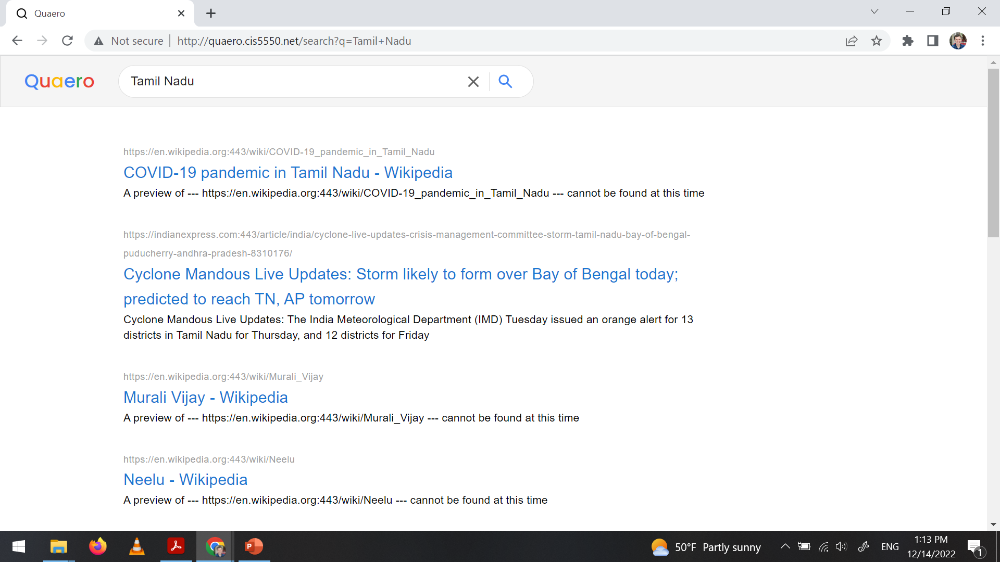 Quaero
Not secure http://quaero.cis5550.net/search?q=Tamil+Nadu
Quaero
Tamil Nadu
https://en.wikipedia.org:443/wiki/COVID-19_pandemic_in_Tamil_Nadu
COVID-19 pandemic in Tamil Nadu - Wikipedia
A preview of --- https://en.wikipedia.org:443/wiki/COVID-19_pandemic_in_Tamil_Nadu --- cannot be found at this time
https://indianexpress.com:443/article/india/cyclone-live-updates-crisis-management-committee-storm-tamil-nadu-bay-of-bengal-
puducherry-andhra-pradesh-8310176/
Cyclone Mandous Live Updates: Storm likely to form over Bay of Bengal today;
predicted to reach TN, AP tomorrow
Cyclone Mandous Live Updates: The India Meteorological Department (IMD) Tuesday issued an orange alert for 13
districts in Tamil Nadu for Thursday, and 12 districts for Friday
https://en.wikipedia.org:443/wiki/Murali_Vijay
Murali Vijay - Wikipedia
A preview of --- https://en.wikipedia.org:443/wiki/Murali_Vijay --- cannot be found at this time
https://en.wikipedia.org:443/wiki/Neelu
Neelu - Wikipedia
A preview of --- https://en.wikipedia.org:443/wiki/Neelu --- cannot be found at this time
P
50°F Partly sunny
ENG
1:13 PM
12/14/2022
1